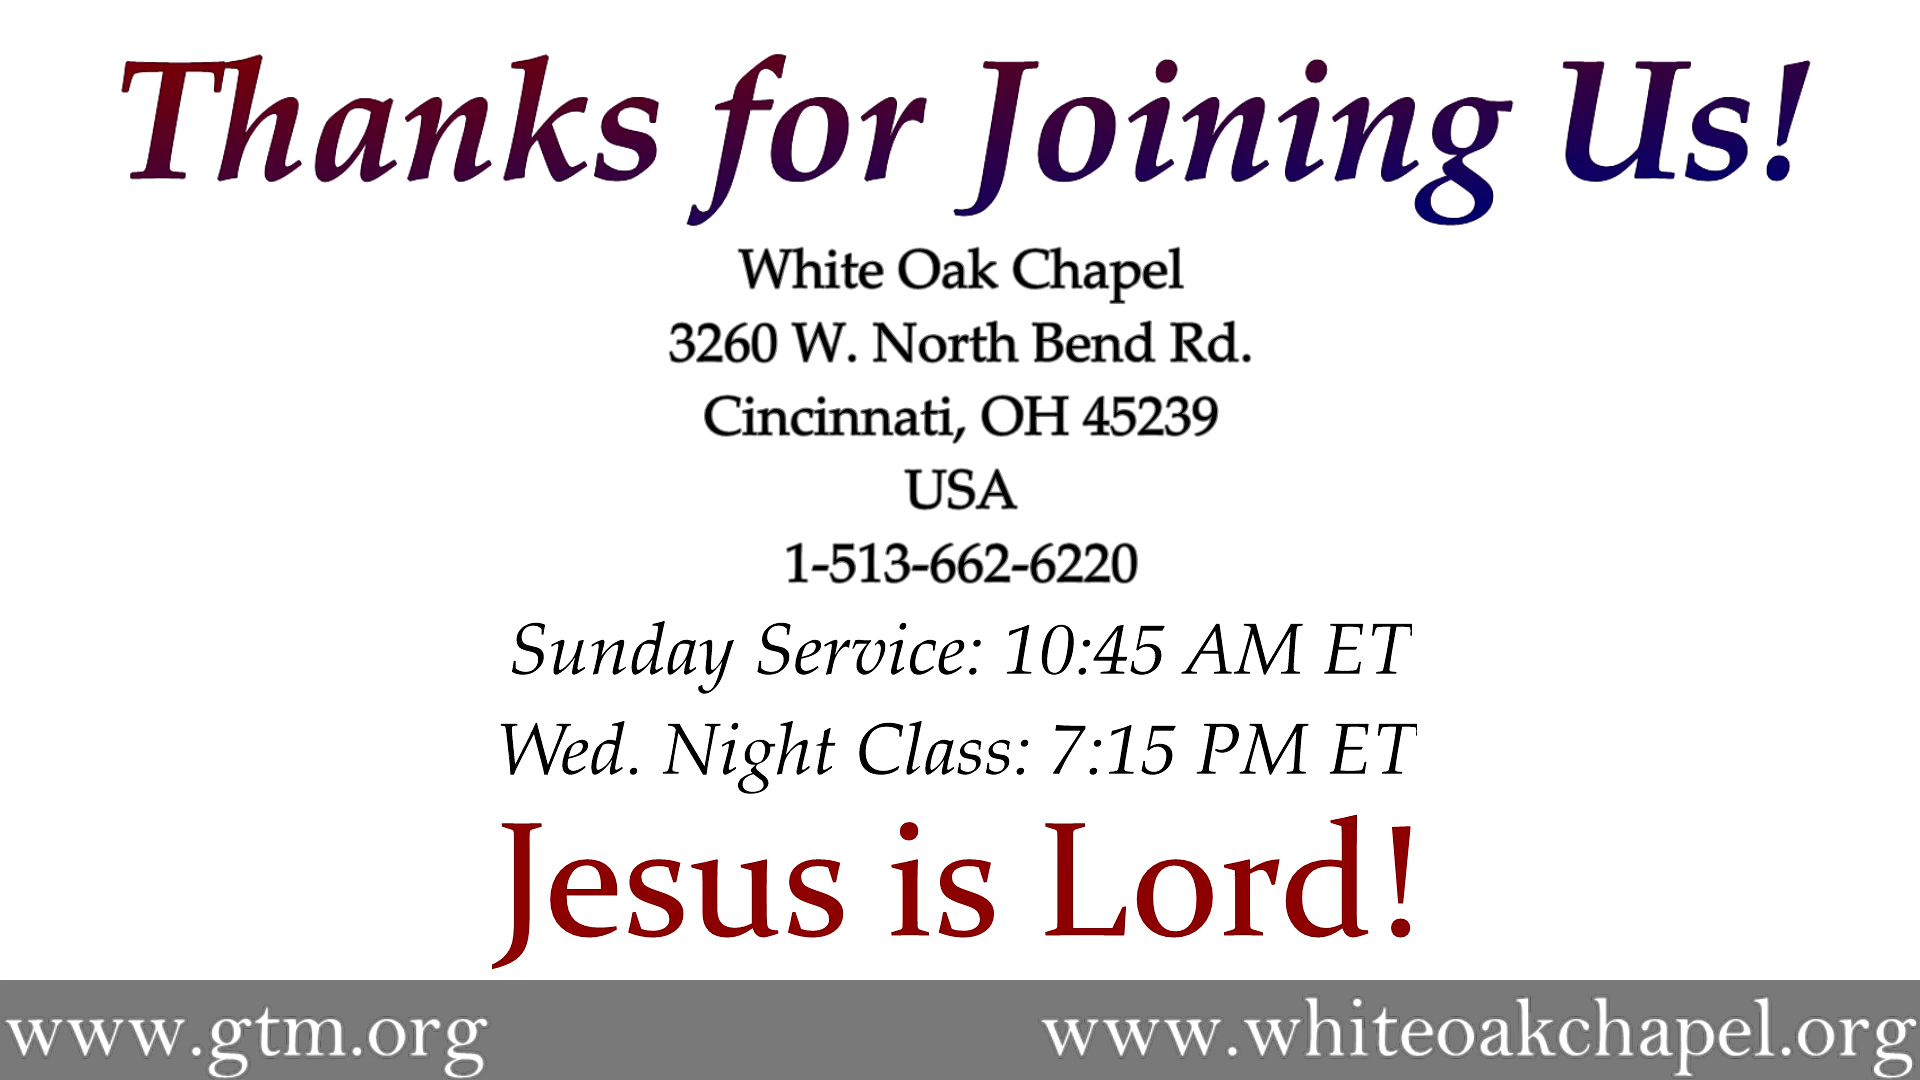 Thanks for Joining Us!
White Oak Chapel
3260 W. North Bend Rd.
Cincinnati, OH 45239
USA
1-513-662-6220
Sunday Service: 10:45 AM ET
Wed. Night Class: 7:15 PM ET
Jesus is Lord!
www.gtm.org
www.whiteoakchapel.org